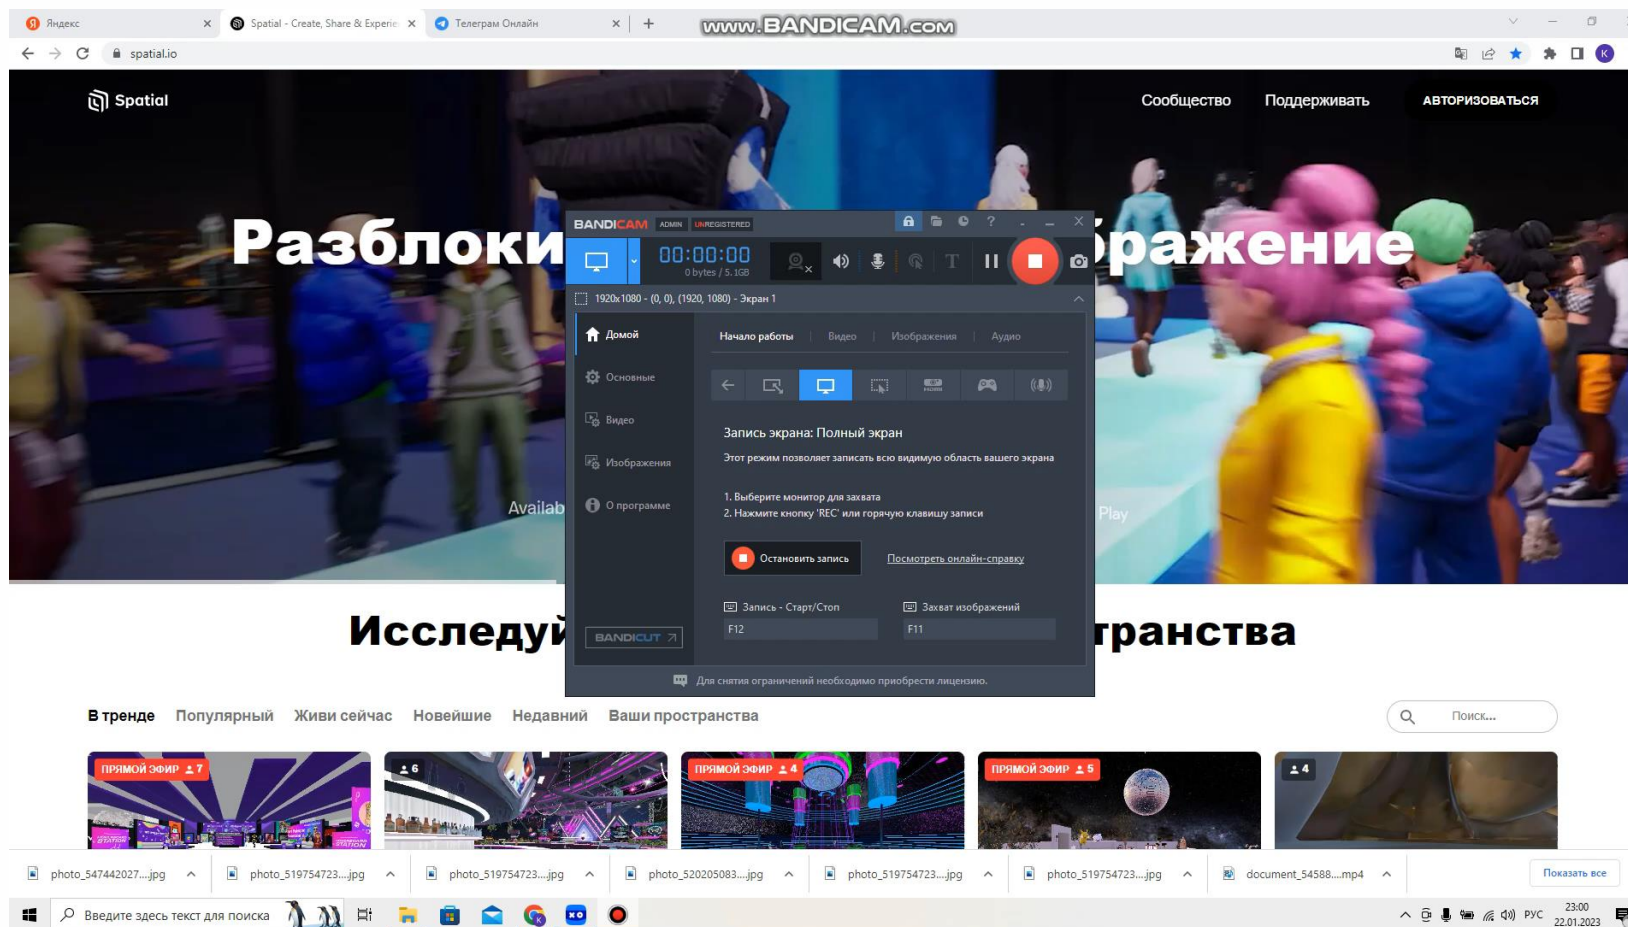 Яндекс
Spatial - Create, Share & Experie
Телеграм Онлайн
www.BANDICAM.com
spatial.io
K
Spatial
Сообщество
Поддерживать
АВТОРИЗОВАТЬСЯ
Разблоки
бражение
BANDICAM ADMIN UNREGISTERED
00:00:00
0 bytes / 5.1GB
1920x1080 - (0, 0), (1920, 1080) - Экран 1
Домой
Основные
Видео
Изображения
О программе
BANDICUT
Начало работы
Видео
Изображения
Аудио
Запись экрана: Полный экран
Этот режим позволяет записать всю видимую область вашего экрана
1. Выберите монитор для захвата
2. Нажмите кнопку 'REC' или горячую клавишу записи
Остановить запись
Посмотреть онлайн-справку
Запись - Старт/Стоп
Захват изображений
F12
F11
Для снятия ограничений необходимо приобрести лицензию.
Availab
Play
Исследуй
транства
В тренде
Популярный
Живи сейчас
Новейшие
Недавний
Ваши пространства
Поиск...
ПРЯМОЙ ЭФИР 7
6
ПРЯМОЙ ЭФИР 4
ПРЯМОЙ ЭФИР 5
4
photo_547442027....jpg
photo_519754723....jpg
photo_519754723....jpg
photo_520205083....jpg
photo_519754723....jpg
photo_519754723....jpg
document_54588....mp4
Показать все
Введите здесь текст для поиска
РУС
23:00
22.01.2023